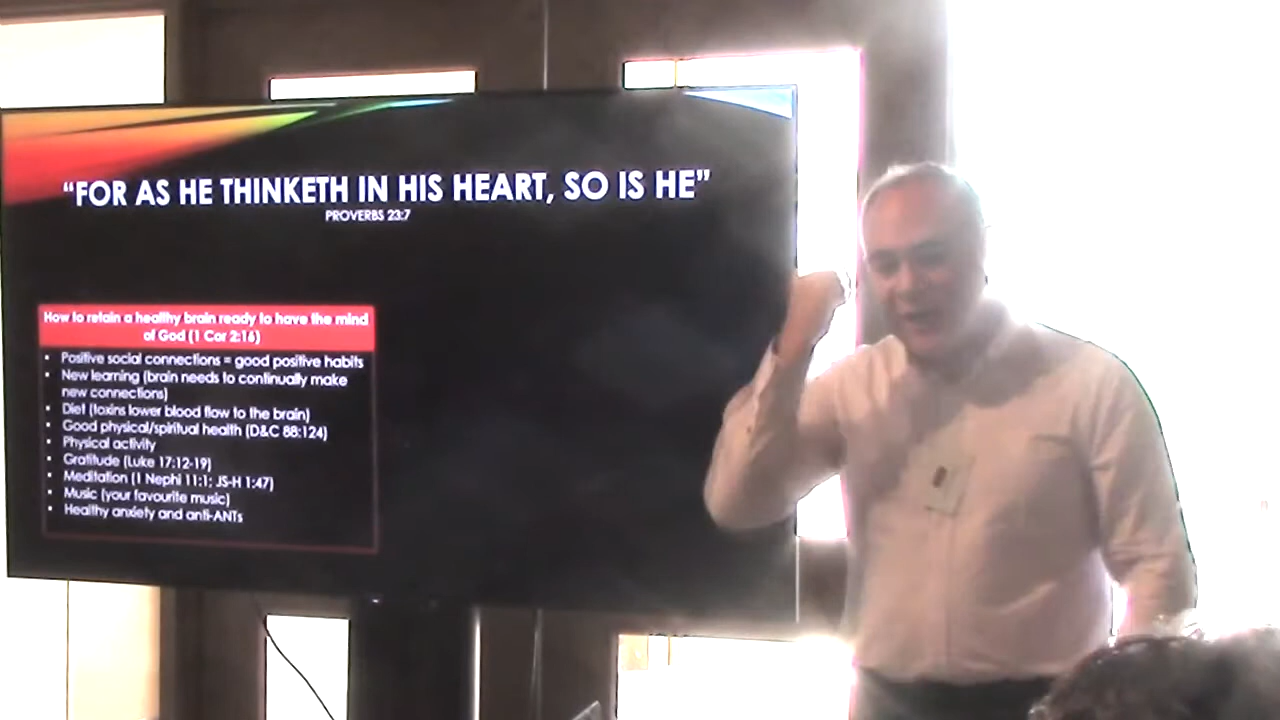 “FOR AS HE THINKETH IN HIS HEART, SO IS HE”
PROVERBS 23:7
How to retain a healthy brain ready to have the mind
of God (1 Cor 2:16)
• Positive social connections = good positive habits
• New learning (brain needs to continually make
new connections)
• Diet (toxins lower blood flow to the brain)
• Good physical/spiritual health (D&C 88:124)
• Physical activity
• Gratitude (Luke 17:12-19)
• Meditation (1 Nephi 11:1; JS-H 1:47)
• Music (your favourite music)
• Healthy anxiety and anti-ANTs